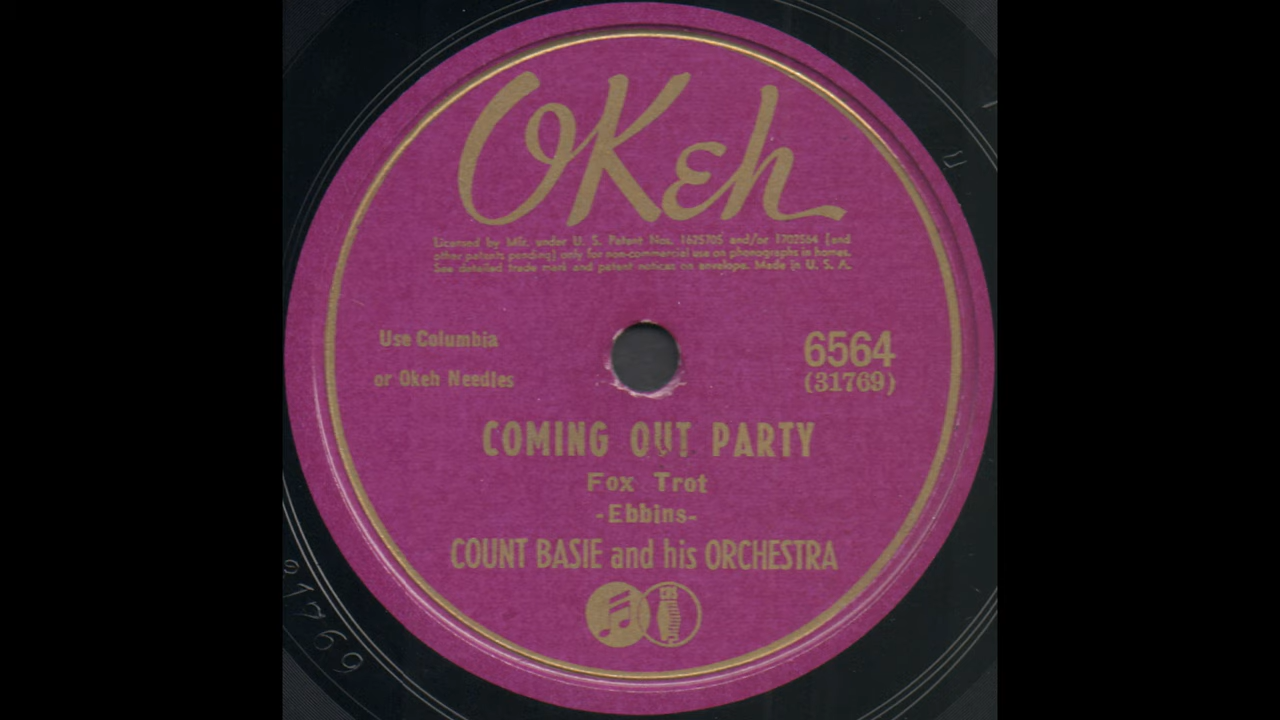 OKeh
Licensed by Mfr. under U. S. Patent Nos. 1625705 and/or 1702564 (and
other patents pending) only for non-commercial use on phonographs in homes.
See detailed trade mark and patent notices on envelope. Made in U. S. A.
Use Columbia
or Okeh Needles
6564
(31769)
COMING OUT PARTY
Fox Trot
-Ebbins-
COUNT BASIE and his ORCHESTRA
CBS
31769